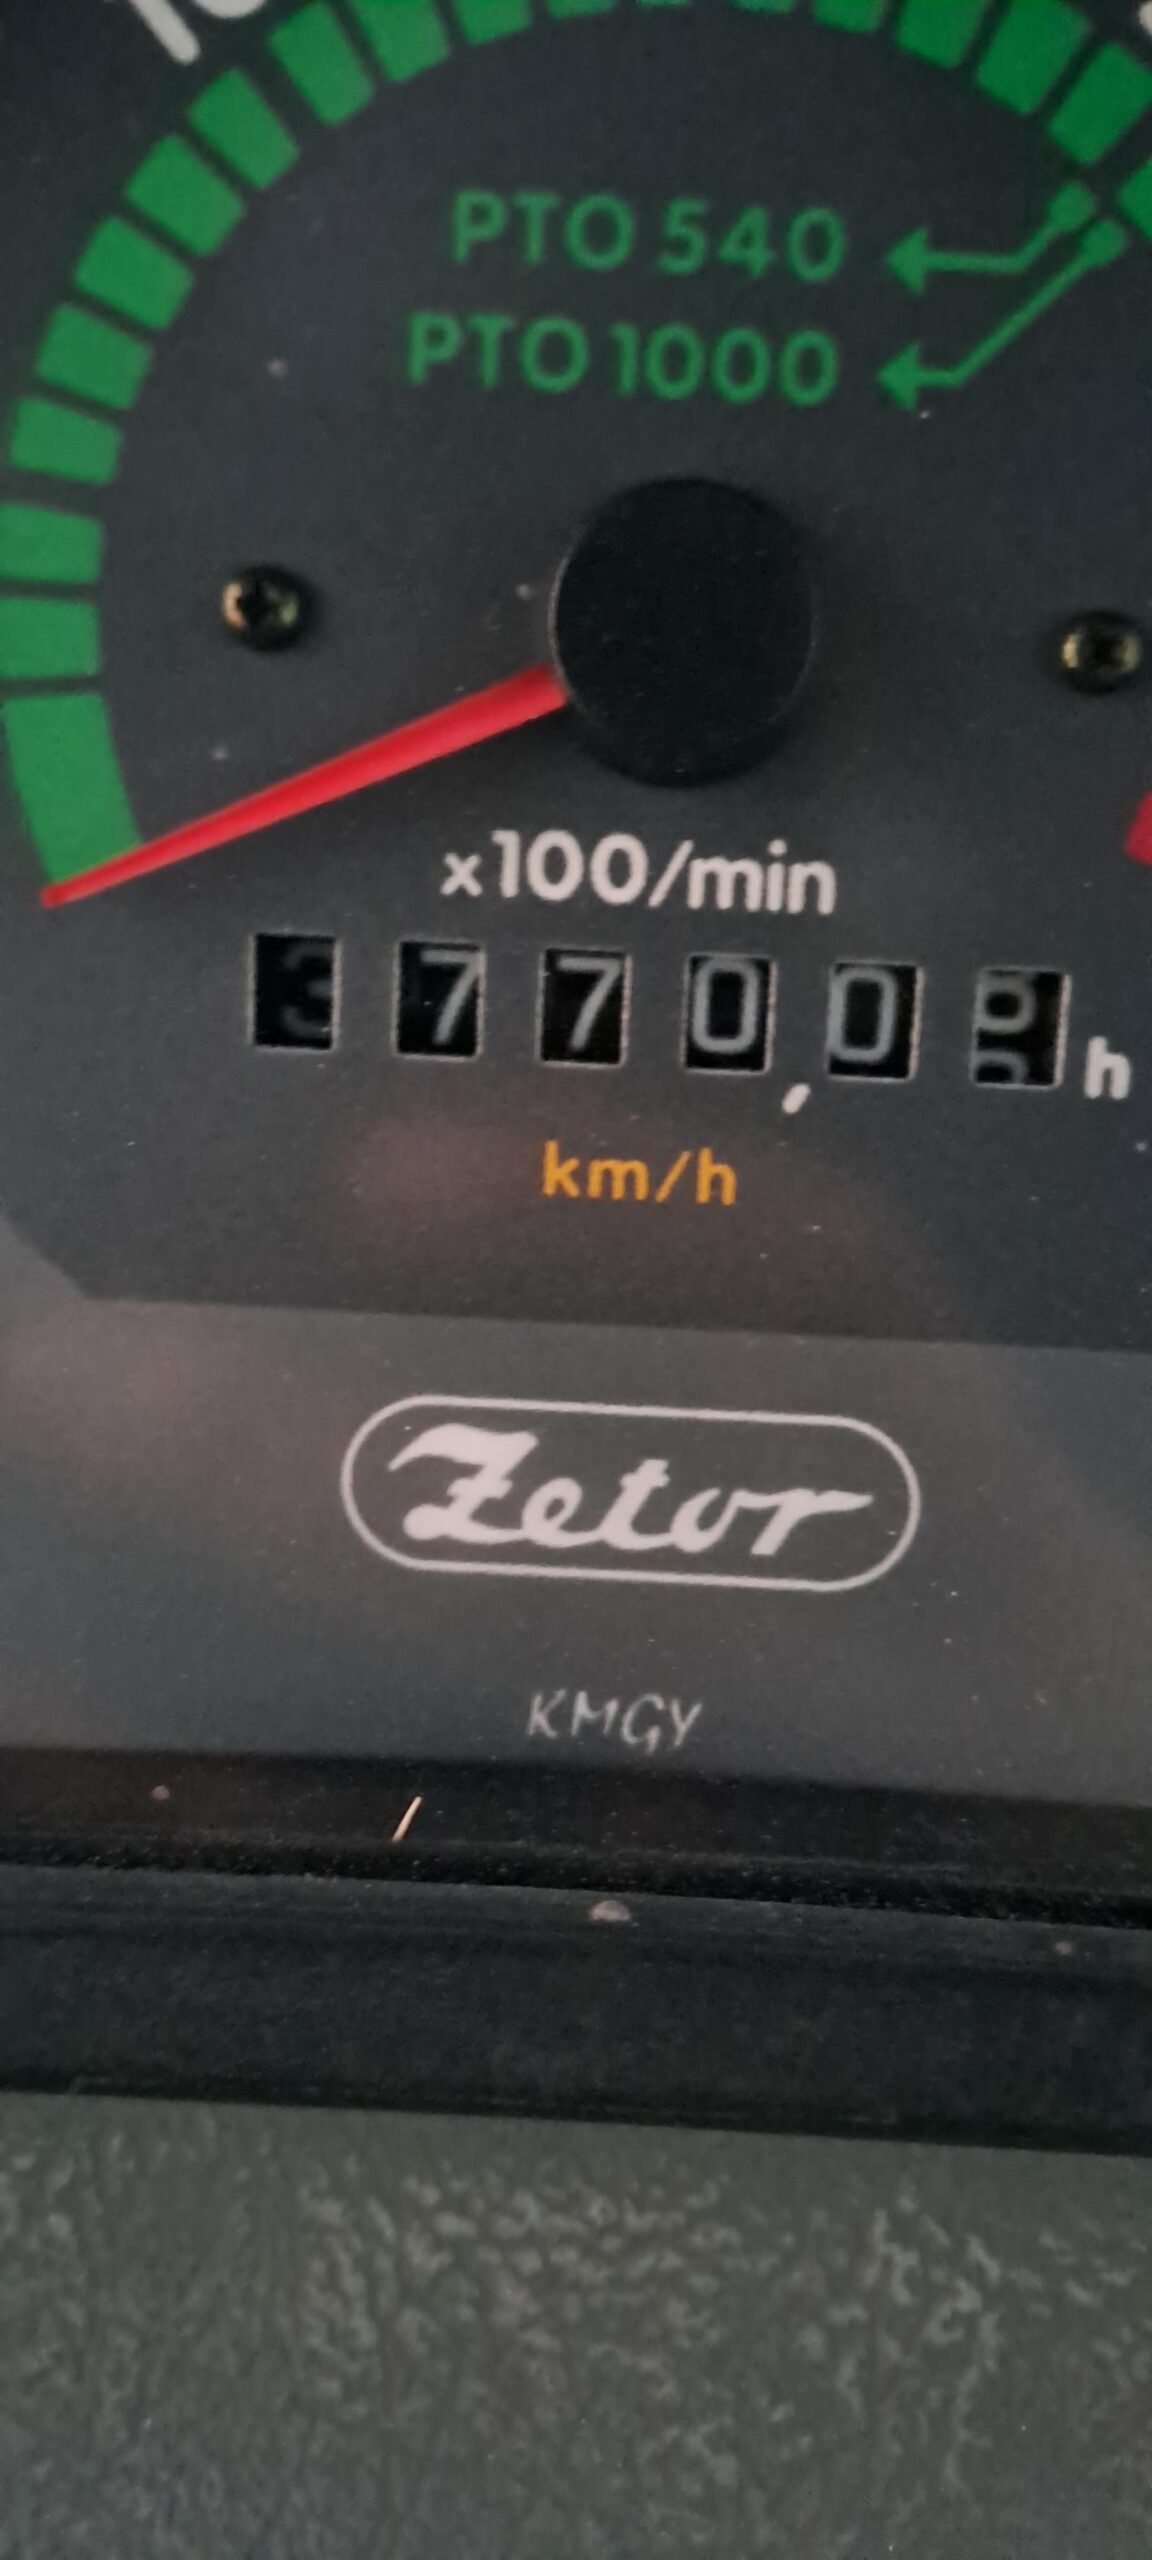 PTO 540
PTO 1000
x100/min
3770,0 h
km/h
Zetor
KMGY